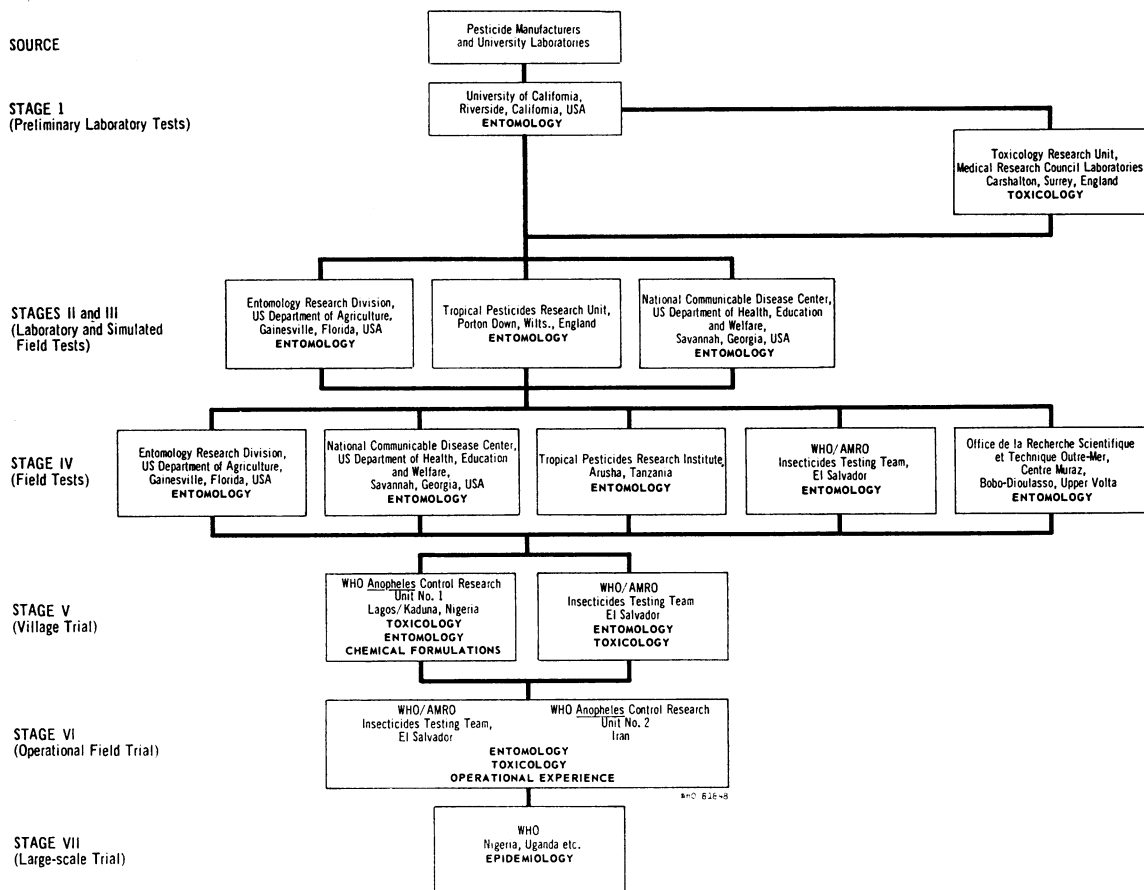 SOURCE
Pesticide Manufacturers
and University Laboratories
STAGE I
(Preliminary Laboratory Tests)
University of California,
Riverside, California, USA
ENTOMOLOGY
Toxicology Research Unit,
Medical Research Council Laboratories
Carshalton, Surrey, England
TOXICOLOGY
STAGES II and III
(Laboratory and Simulated
Field Tests)
Entomology Research Division,
US Department of Agriculture,
Gainesville, Florida, USA
ENTOMOLOGY
Tropical Pesticides Research Unit,
Porton Down, Wilts., England
ENTOMOLOGY
National Communicable Disease Center,
US Department of Health, Education
and Welfare,
Savannah, Georgia, USA
ENTOMOLOGY
STAGE IV
(Field Tests)
Entomology Research Division,
US Department of Agriculture,
Gainesville, Florida, USA
ENTOMOLOGY
National Communicable Disease Center,
US Department of Health, Education
and Welfare,
Savannah, Georgia, USA
ENTOMOLOGY
Tropical Pesticides Research Institute,
Arusha, Tanzania
ENTOMOLOGY
WHO/AMRO
Insecticides Testing Team,
El Salvador
ENTOMOLOGY
Office de la Recherche Scientifique
et Technique Outre-Mer,
Centre Muraz,
Bobo-Dioulasso, Upper Volta
ENTOMOLOGY
STAGE V
(Village Trial)
WHO Anopheles Control Research
Unit No. 1
Lagos/Kaduna, Nigeria
TOXICOLOGY
ENTOMOLOGY
CHEMICAL FORMULATIONS
WHO/AMRO
Insecticides Testing Team
El Salvador
ENTOMOLOGY
TOXICOLOGY
STAGE VI
(Operational Field Trial)
WHO/AMRO
Insecticides Testing Team,
El Salvador
WHO Anopheles Control Research
Unit No. 2
Iran
ENTOMOLOGY
TOXICOLOGY
OPERATIONAL EXPERIENCE
STAGE VII
(Large-scale Trial)
WHO
Nigeria, Uganda etc.
EPIDEMIOLOGY